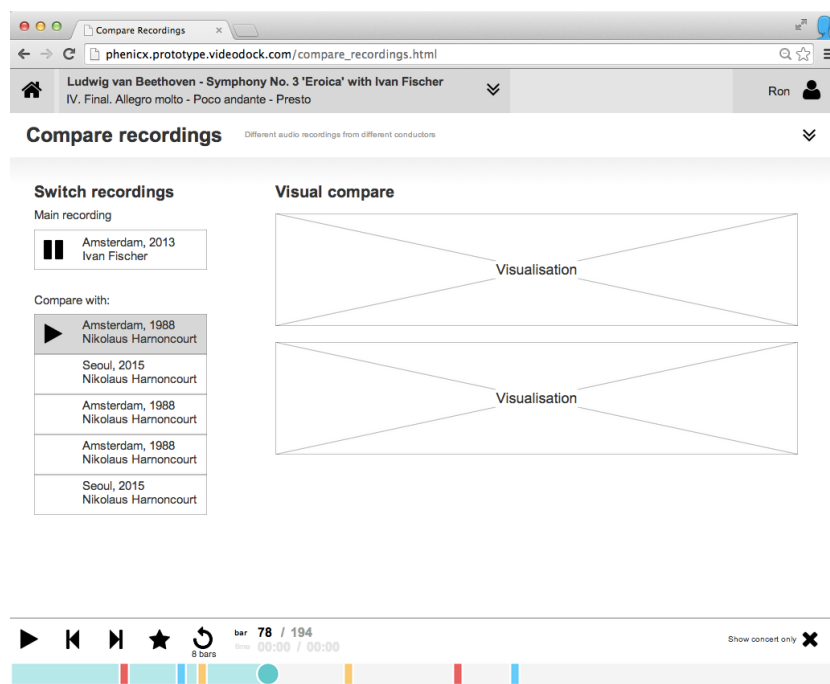 Compare Recordings
phenicx.prototype.videodock.com/compare_recordings.html
Ludwig van Beethoven - Symphony No. 3 'Eroica' with Ivan Fischer
IV. Final. Allegro molto - Poco andante - Presto
Ron
Compare recordings
Different audio recordings from different conductors
Switch recordings
Visual compare
Main recording
Amsterdam, 2013
Ivan Fischer
Visualisation
Compare with:
Amsterdam, 1988
Nikolaus Harnoncourt
Seoul, 2015
Nikolaus Harnoncourt
Visualisation
Amsterdam, 1988
Nikolaus Harnoncourt
Amsterdam, 1988
Nikolaus Harnoncourt
Seoul, 2015
Nikolaus Harnoncourt
bar 78 / 194
time 00:00 / 00:00
8 bars
Show concert only